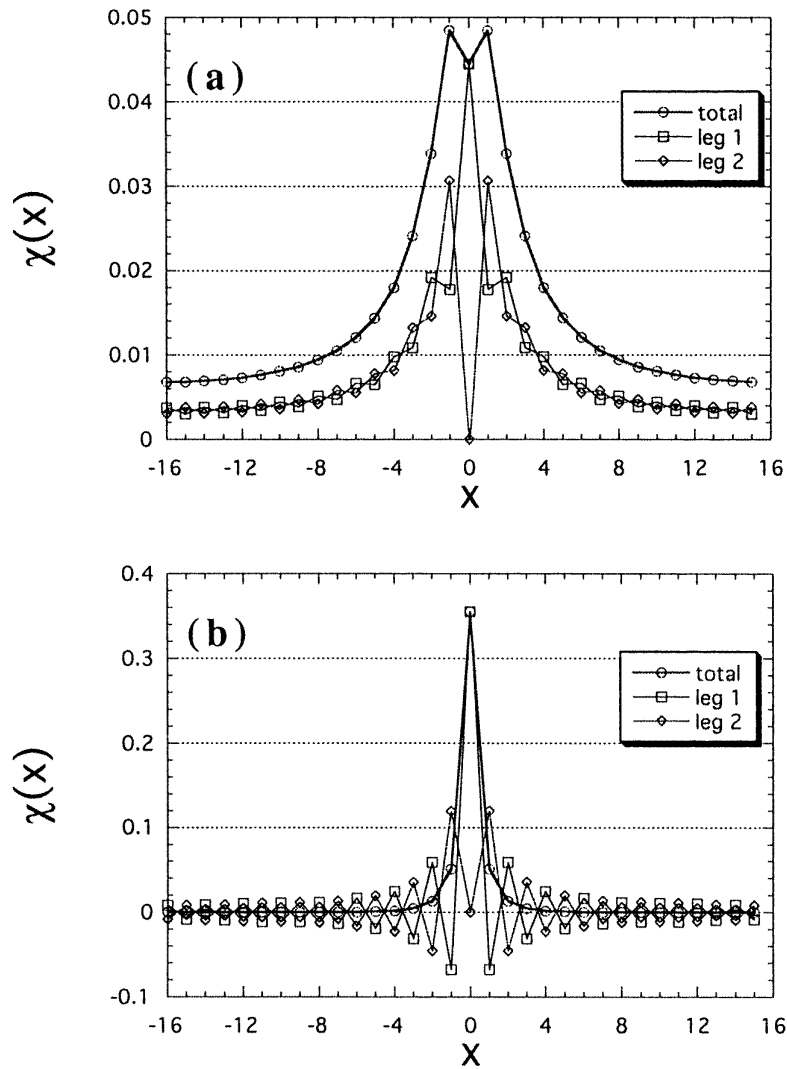 (a)
0.05
0.04
0.03
0.02
0.01
0
χ(x)
total
leg 1
leg 2
-16 -12 -8 -4 0 4 8 12 16
X
(b)
0.4
0.3
0.2
0.1
0
-0.1
χ(x)
total
leg 1
leg 2
-16 -12 -8 -4 0 4 8 12 16
X